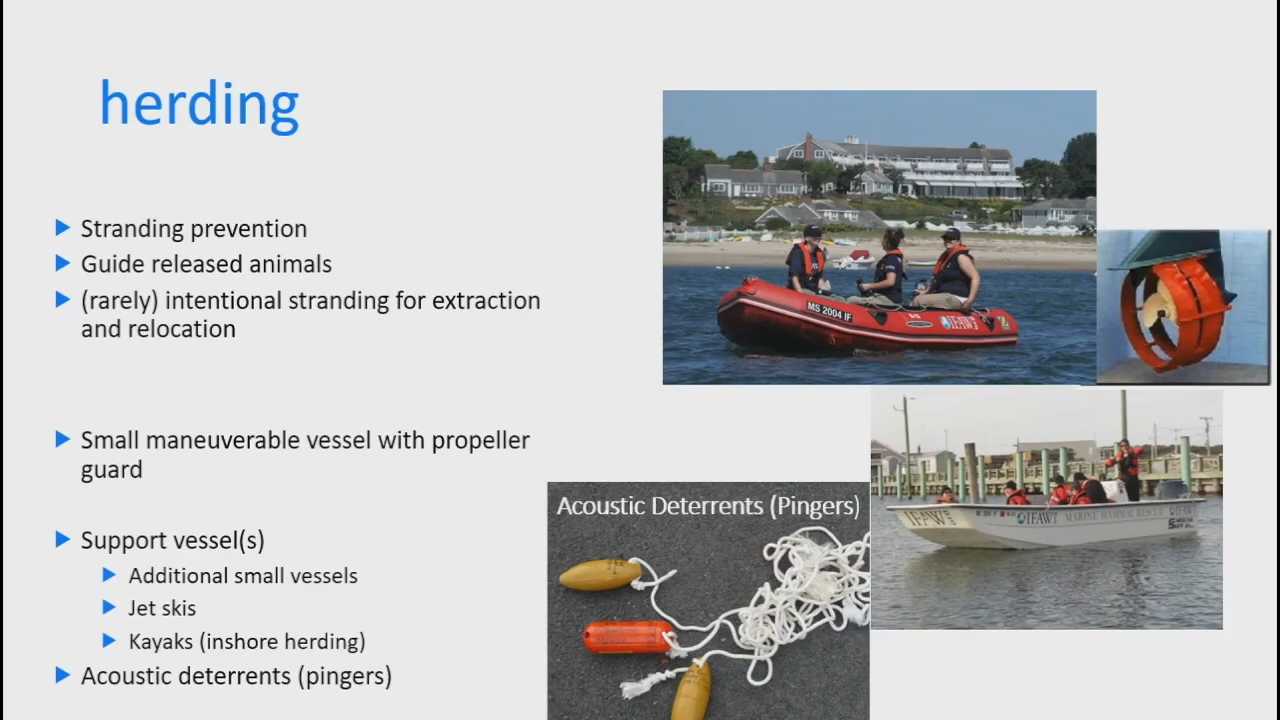 herding
Stranding prevention
Guide released animals
(rarely) intentional stranding for extraction
and relocation
Small maneuverable vessel with propeller
guard
Support vessel(s)
Additional small vessels
Jet skis
Kayaks (inshore herding)
Acoustic deterrents (pingers)
MS 2004 IF
IFAW
Acoustic Deterrents (Pingers)
IFAW
IFAW MARINE MAMMAL RESCUE
IFAW